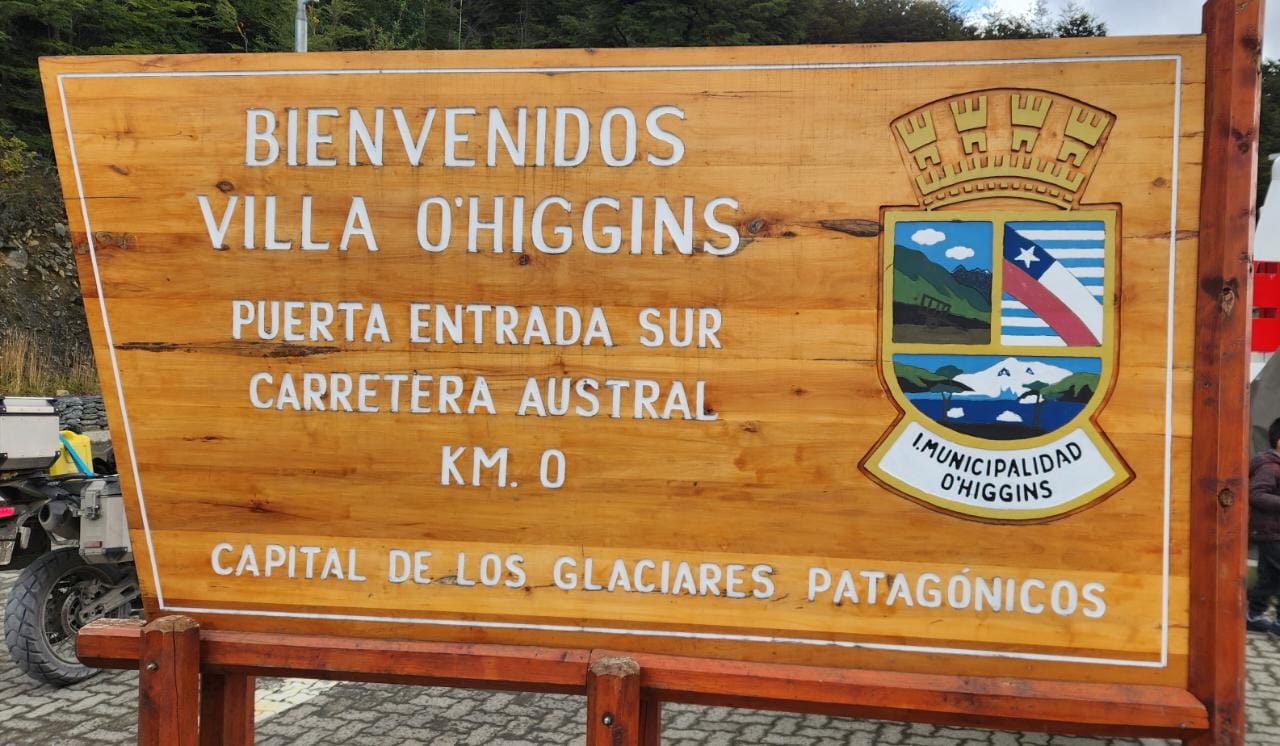 BIENVENIDOS
VILLA O'HIGGINS
PUERTA ENTRADA SUR
CARRETERA AUSTRAL
KM. 0
CAPITAL DE LOS GLACIARES PATAGÓNICOS
I.MUNICIPALIDAD
O'HIGGINS